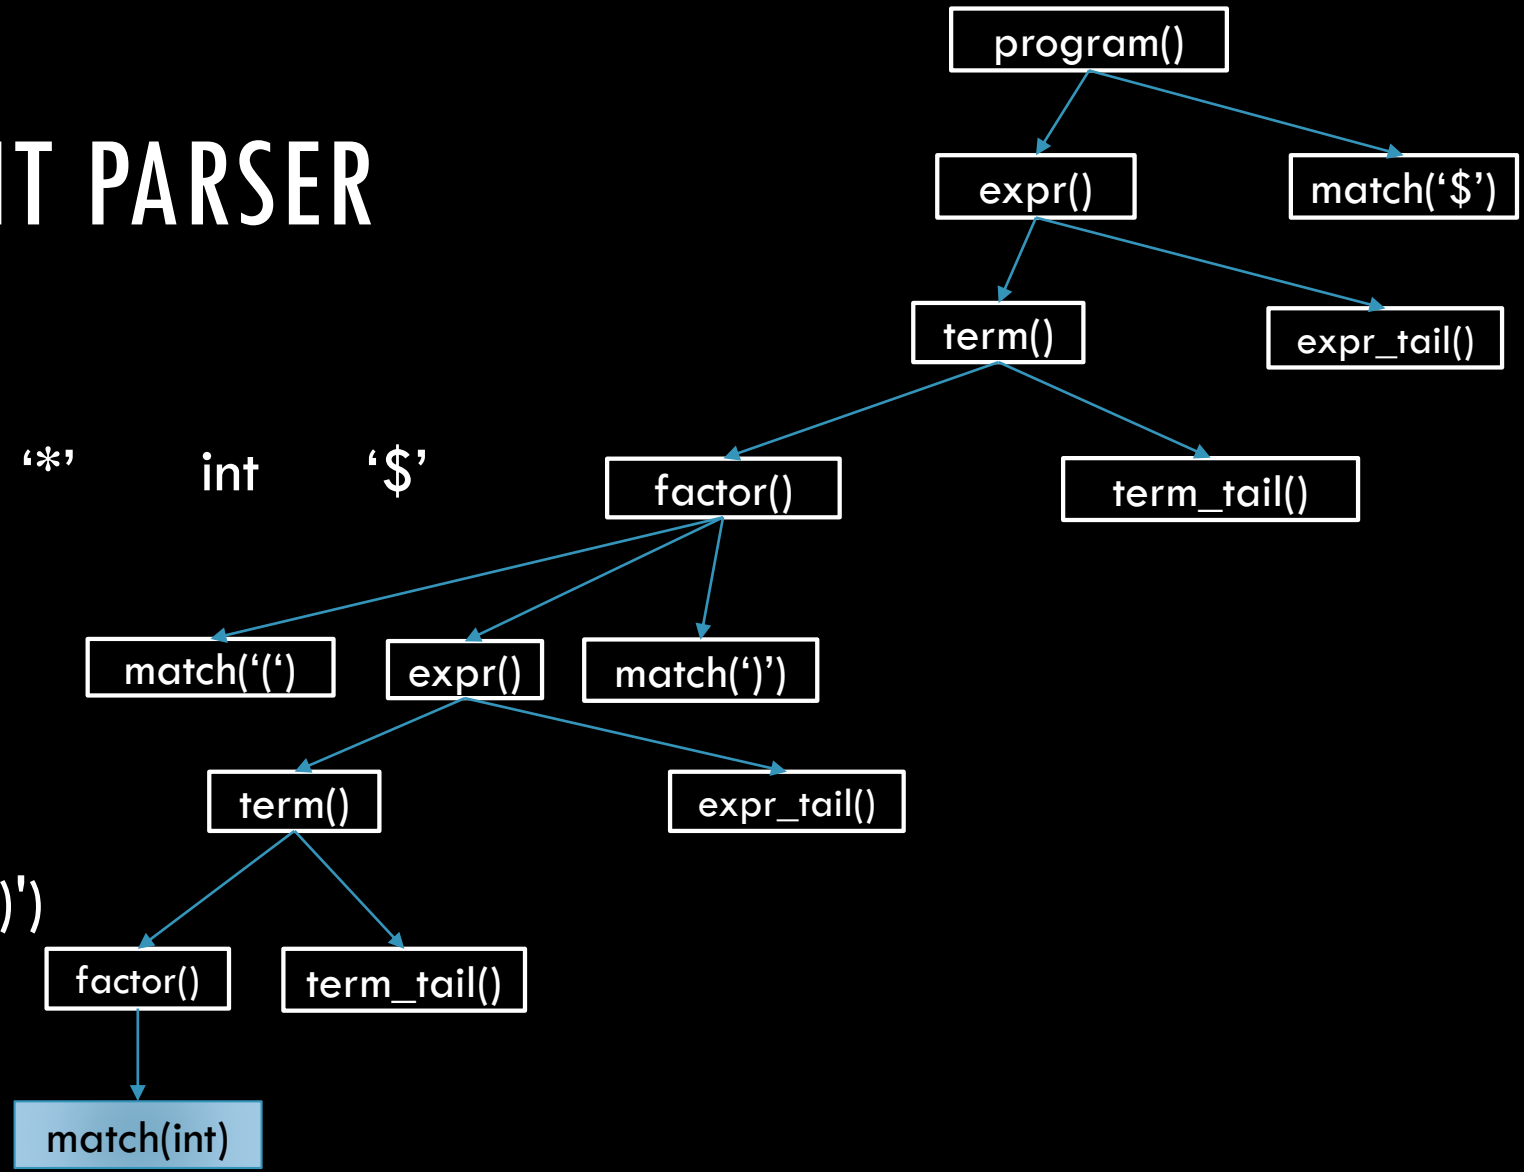 program()
IT PARSER
expr() match(‘$’)
term() expr_tail()
‘*’ int ‘$’
factor() term_tail()
match(‘(‘) expr() match(‘)’)
term() expr_tail()
)')
factor() term_tail()
match(int)